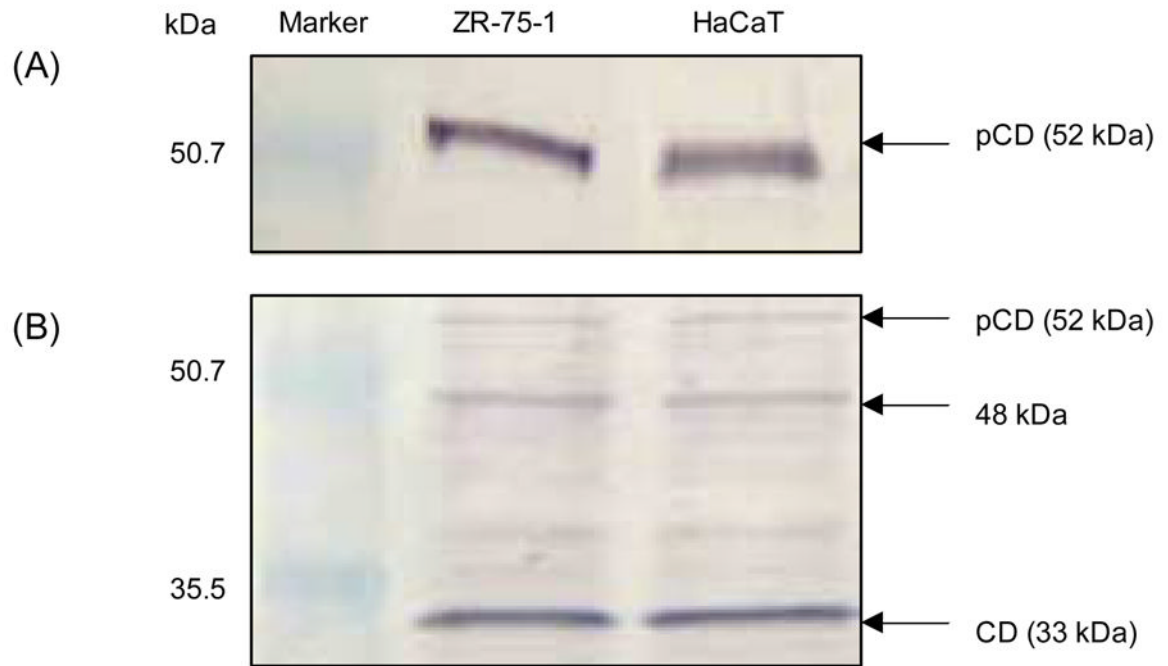 kDa Marker ZR-75-1 HaCaT
(A)
50.7 pCD (52 kDa)
(B)
pCD (52 kDa)
50.7
48 kDa
35.5
CD (33 kDa)